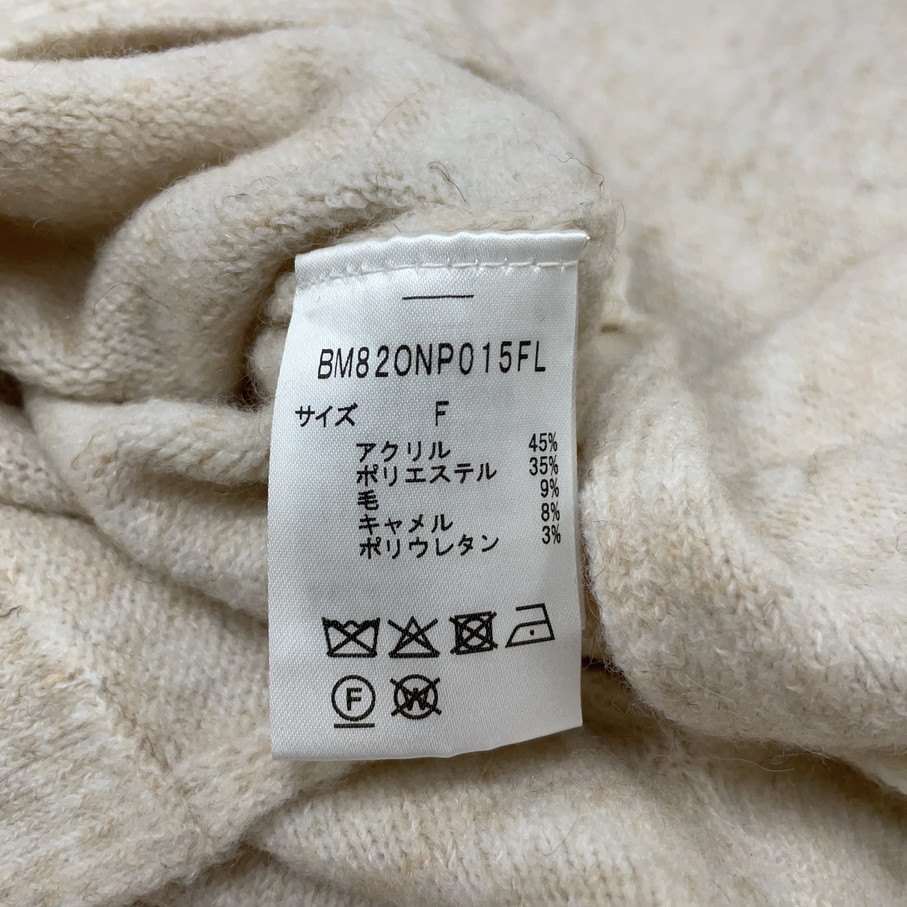 BM820NP015FL
サイズ F
アクリル 45%
ポリエステル 35%
毛 9%
キャメル 8%
ポリウレタン 3%
F W